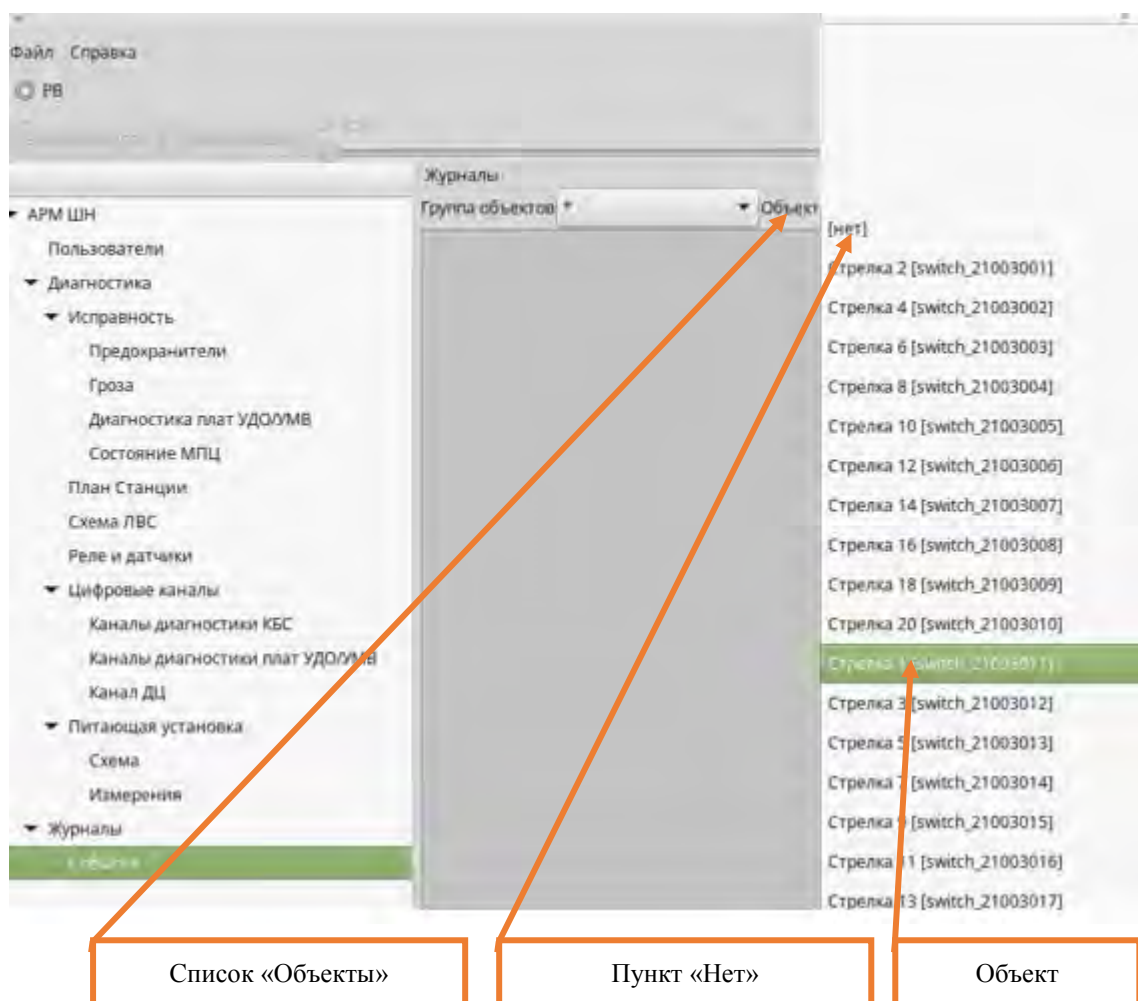 Файл Справка
РВ
Журналы
Группа объектов * Объект
АРМ ШН
Пользователи
Диагностика
Исправность
Предохранители
Гроза
Диагностика плат УДО/УМВ
Состояние МПЦ
План Станции
Схема ЛВС
Реле и датчики
Цифровые каналы
Каналы диагностики КБС
Каналы диагностики плат УДО/УМВ
Канал ДЦ
Питающая установка
Схема
Измерения
Журналы
[нет]
Стрелка 2 [switch_21003001]
Стрелка 4 [switch_21003002]
Стрелка 6 [switch_21003003]
Стрелка 8 [switch_21003004]
Стрелка 10 [switch_21003005]
Стрелка 12 [switch_21003006]
Стрелка 14 [switch_21003007]
Стрелка 16 [switch_21003008]
Стрелка 18 [switch_21003009]
Стрелка 20 [switch_21003010]
Стрелка 1 [switch_21003011]
Стрелка 3 [switch_21003012]
Стрелка 5 [switch_21003013]
Стрелка 7 [switch_21003014]
Стрелка 9 [switch_21003015]
Стрелка 11 [switch_21003016]
Стрелка 13 [switch_21003017]
Список «Объекты»
Пункт «Нет»
Объект